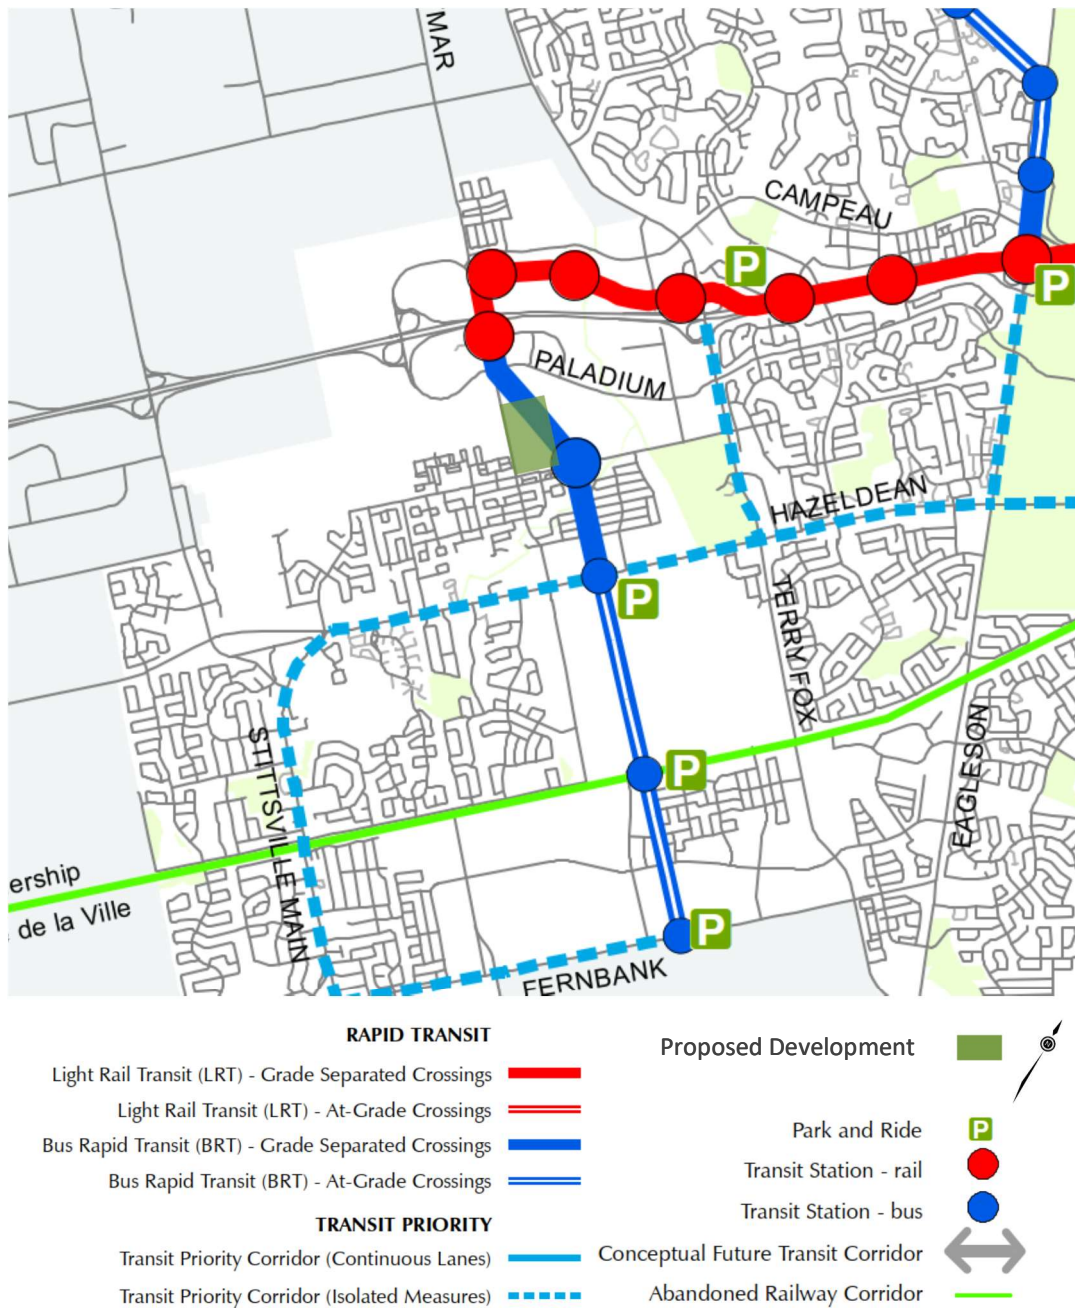 MAR
CAMPEAU
P
P
PALADIUM
HAZELDEAN
P
TERRY FOX
STITTSVILLE MAIN
P
EAGLESON
ership
de la Ville
P
FERNBANK
RAPID TRANSIT
Light Rail Transit (LRT) - Grade Separated Crossings
Light Rail Transit (LRT) - At-Grade Crossings
Bus Rapid Transit (BRT) - Grade Separated Crossings
Bus Rapid Transit (BRT) - At-Grade Crossings
TRANSIT PRIORITY
Transit Priority Corridor (Continuous Lanes)
Transit Priority Corridor (Isolated Measures)
Proposed Development
Park and Ride
P
Transit Station - rail
Transit Station - bus
Conceptual Future Transit Corridor
Abandoned Railway Corridor